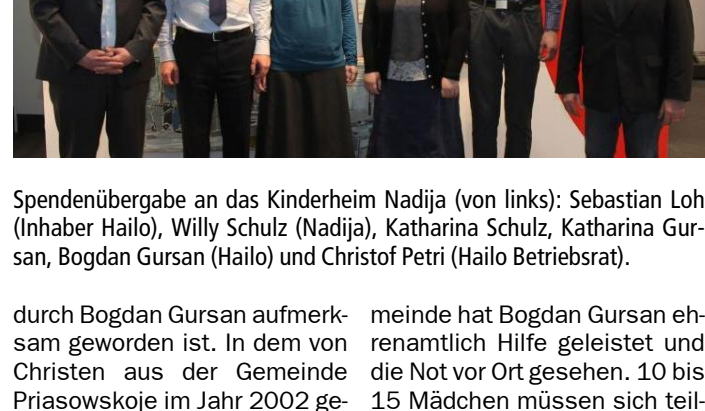 Spendenübergabe an das Kinderheim Nadija (von links): Sebastian Loh
(Inhaber Hailo), Willy Schulz (Nadija), Katharina Schulz, Katharina Gur-
san, Bogdan Gursan (Hailo) und Christof Petri (Hailo Betriebsrat).
durch Bogdan Gursan aufmerk-
sam geworden ist. In dem von
Christen aus der Gemeinde
Priasowskoje im Jahr 2002 ge-
meinde hat Bogdan Gursan eh-
renamtlich Hilfe geleistet und
die Not vor Ort gesehen. 10 bis
15 Mädchen müssen sich teil-